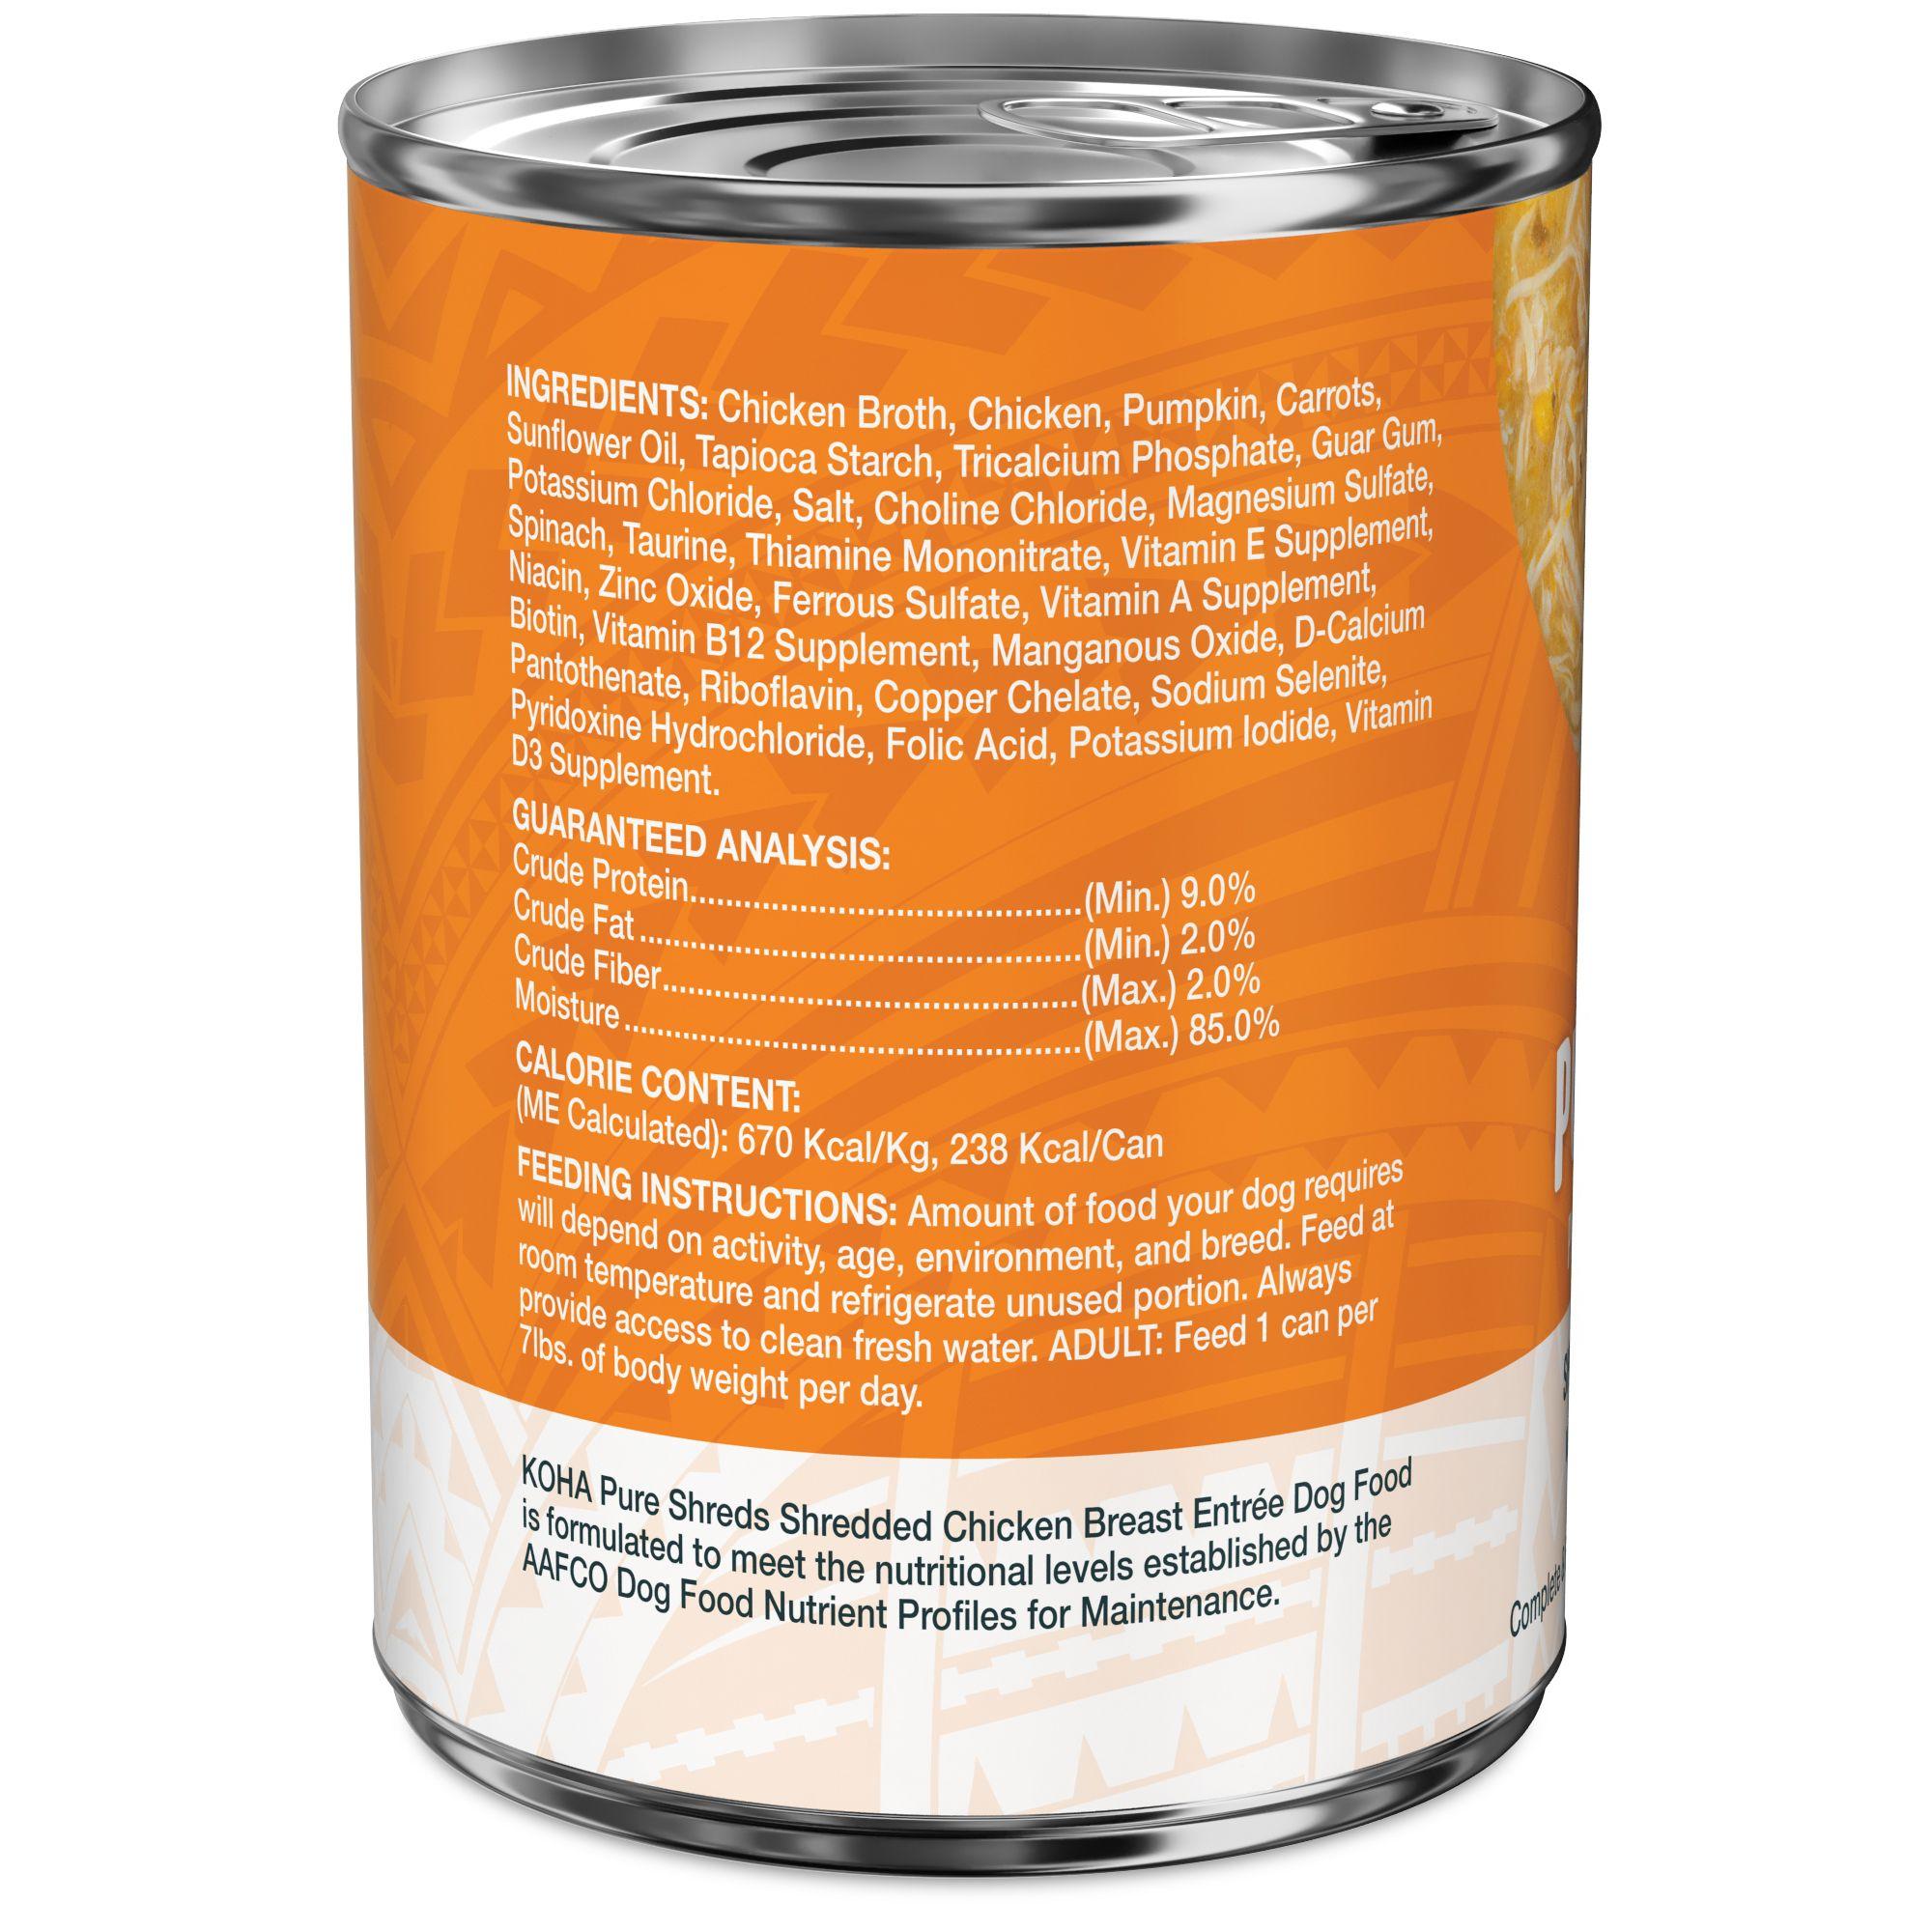 INGREDIENTS: Chicken Broth, Chicken, Pumpkin, Carrots,
Sunflower Oil, Tapioca Starch, Tricalcium Phosphate, Guar Gum,
Potassium Chloride, Salt, Choline Chloride, Magnesium Sulfate,
Spinach, Taurine, Thiamine Mononitrate, Vitamin E Supplement,
Niacin, Zinc Oxide, Ferrous Sulfate, Vitamin A Supplement,
Biotin, Vitamin B12 Supplement, Manganous Oxide, D-Calcium
Pantothenate, Riboflavin, Copper Chelate, Sodium Selenite,
Pyridoxine Hydrochloride, Folic Acid, Potassium Iodide, Vitamin
D3 Supplement.
GUARANTEED ANALYSIS:
Crude Protein......................................(Min.) 9.0%
Crude Fat...........................................(Min.) 2.0%
Crude Fiber........................................(Max.) 2.0%
Moisture............................................(Max.) 85.0%
CALORIE CONTENT:
(ME Calculated): 670 Kcal/Kg, 238 Kcal/Can
FEEDING INSTRUCTIONS: Amount of food your dog requires
will depend on activity, age, environment, and breed. Feed at
room temperature and refrigerate unused portion. Always
provide access to clean fresh water. ADULT: Feed 1 can per
7lbs. of body weight per day.
KOHA Pure Shreds Shredded Chicken Breast Entrée Dog Food
is formulated to meet the nutritional levels established by the
AAFCO Dog Food Nutrient Profiles for Maintenance.
Complete